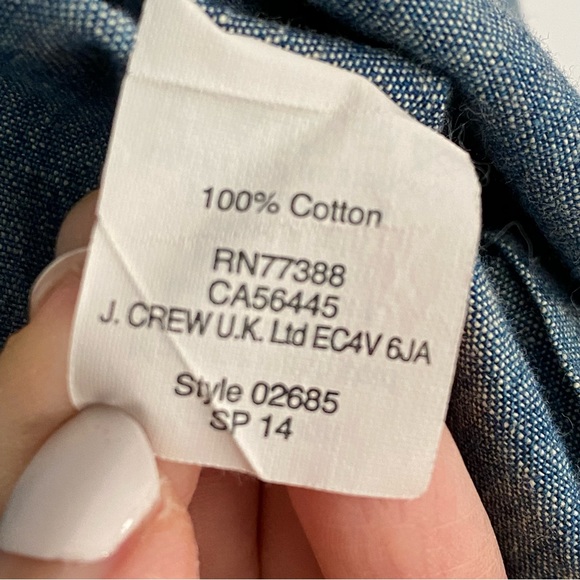 100% Cotton
RN77388
CA56445
J. CREW U.K. Ltd EC4V 6JA
Style 02685
SP 14